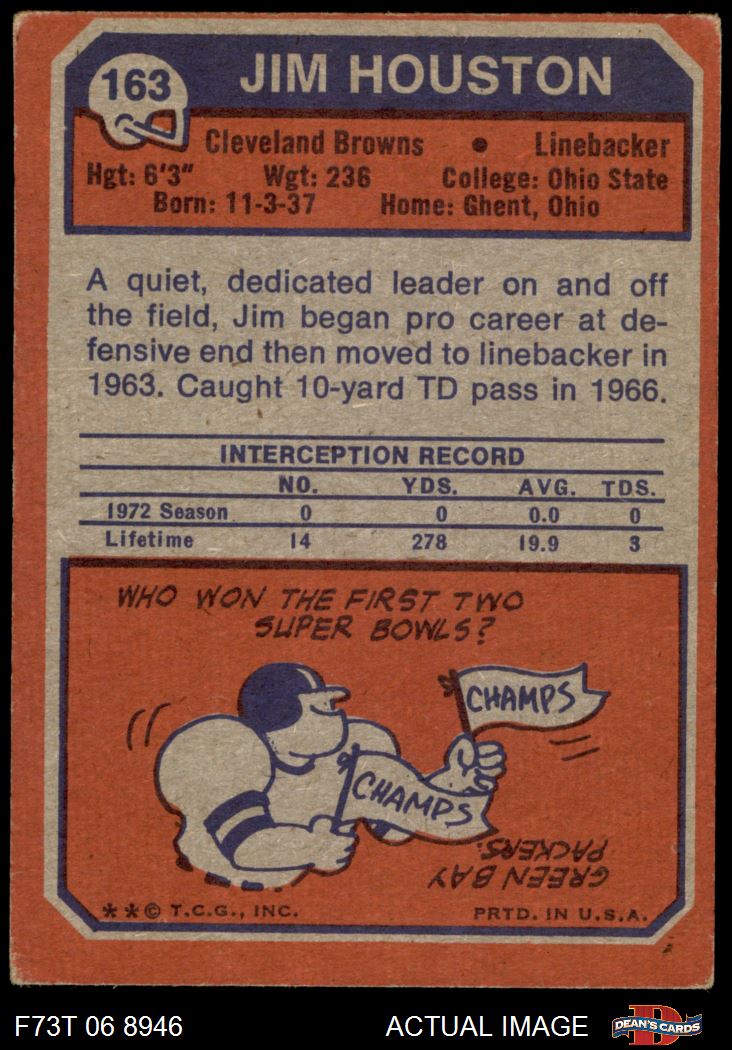 163
JIM HOUSTON
Cleveland Browns • Linebacker
Hgt: 6'3" Wgt: 236 College: Ohio State
Born: 11-3-37 Home: Ghent, Ohio
A quiet, dedicated leader on and off
the field, Jim began pro career at de-
fensive end then moved to linebacker in
1963. Caught 10-yard TD pass in 1966.
INTERCEPTION RECORD
NO. YDS. AVG. TDS.
1972 Season 0 0 0.0 0
Lifetime 14 278 19.9 3
WHO WON THE FIRST TWO
SUPER BOWLS?
CHAMPS
CHAMPS
GREEN BAY
PACKERS.
**© T.C.G., INC. PRTD. IN U.S.A.
F73T 06 8946 ACTUAL IMAGE
D
DEAN'S CARDS